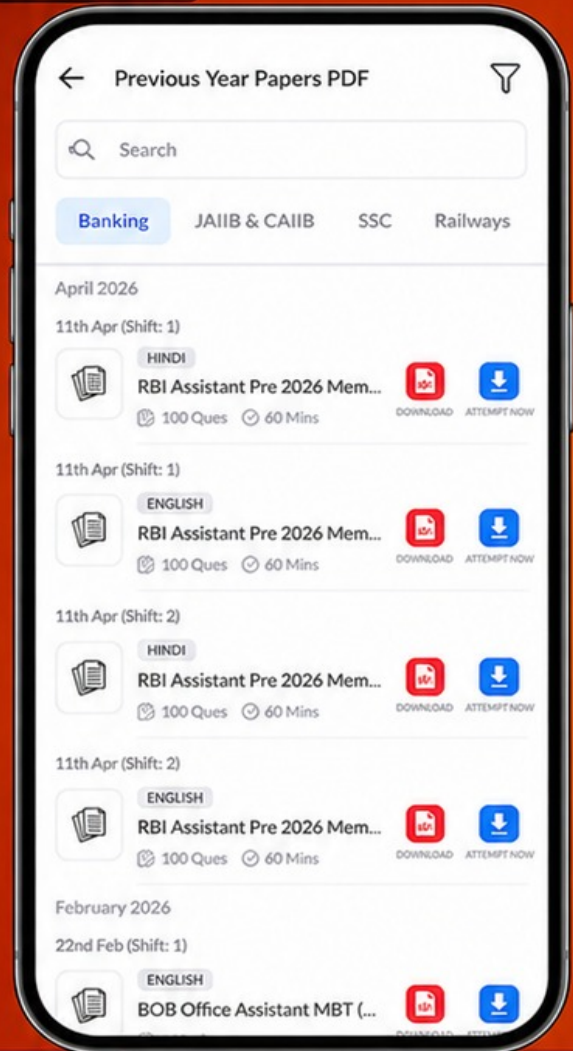 Previous Year Papers PDF
Search
Banking JAIIB & CAIIB SSC Railways
April 2026
11th Apr (Shift: 1)
HINDI
RBI Assistant Pre 2026 Mem...
100 Ques 60 Mins
DOWNLOAD ATTEMPT NOW
11th Apr (Shift: 1)
ENGLISH
RBI Assistant Pre 2026 Mem...
100 Ques 60 Mins
DOWNLOAD ATTEMPT NOW
11th Apr (Shift: 2)
HINDI
RBI Assistant Pre 2026 Mem...
100 Ques 60 Mins
DOWNLOAD ATTEMPT NOW
11th Apr (Shift: 2)
ENGLISH
RBI Assistant Pre 2026 Mem...
100 Ques 60 Mins
DOWNLOAD ATTEMPT NOW
February 2026
22nd Feb (Shift: 1)
ENGLISH
BOB Office Assistant MBT (...